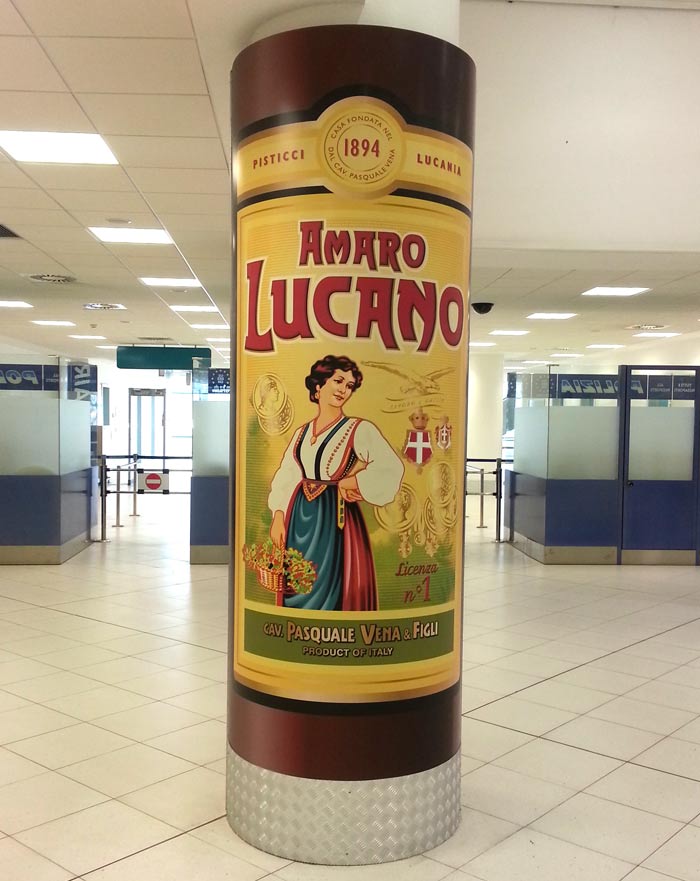 CASA FONDATA NEL
1894
DAL CAV. PASQUALE VENA
PISTICCI
LUCANIA
AMARO
LUCANO
Licenza
n° 1
CAV. PASQUALE VENA & FIGLI
PRODUCT OF ITALY
POLIZIA